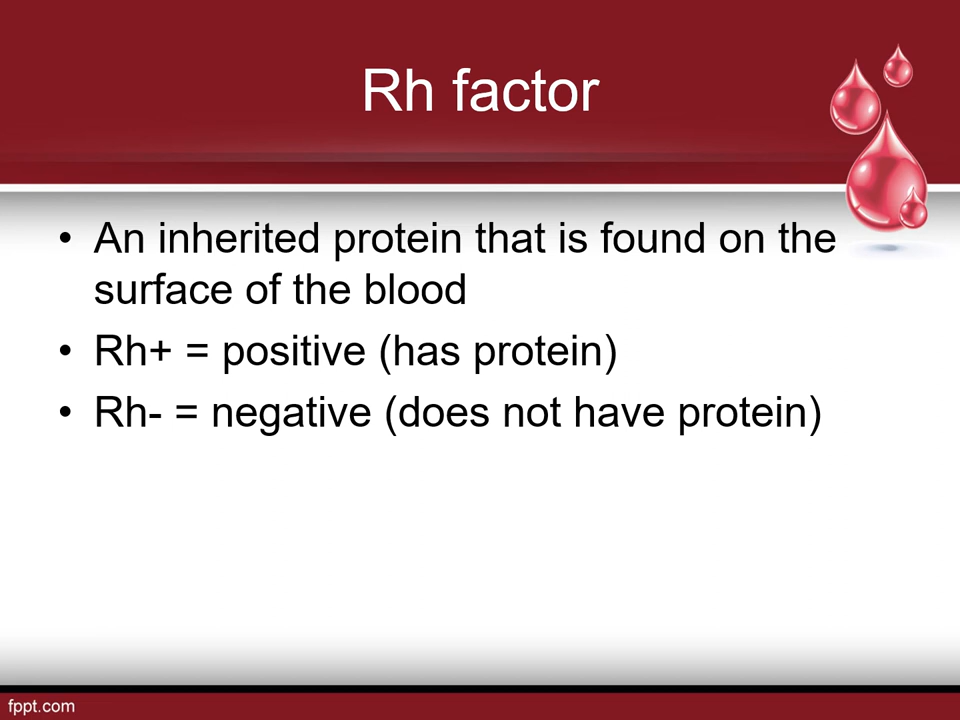 Rh factor
• An inherited protein that is found on the
surface of the blood
• Rh+ = positive (has protein)
• Rh- = negative (does not have protein)
fppt.com